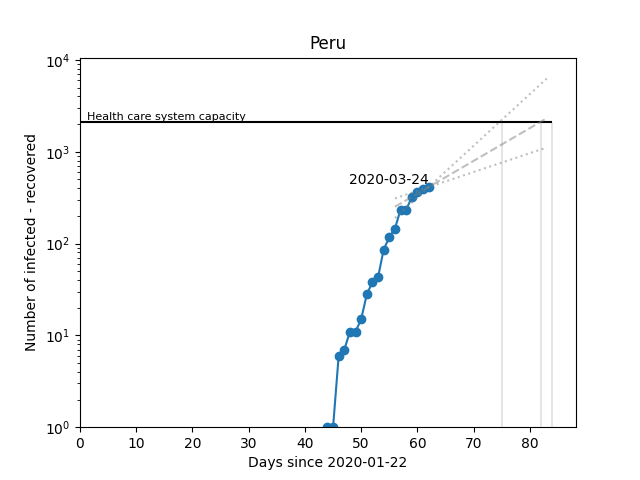 Peru
10⁴
10³
10²
10¹
10⁰
Number of infected - recovered
Health care system capacity
2020-03-24
0 10 20 30 40 50 60 70 80
Days since 2020-01-22